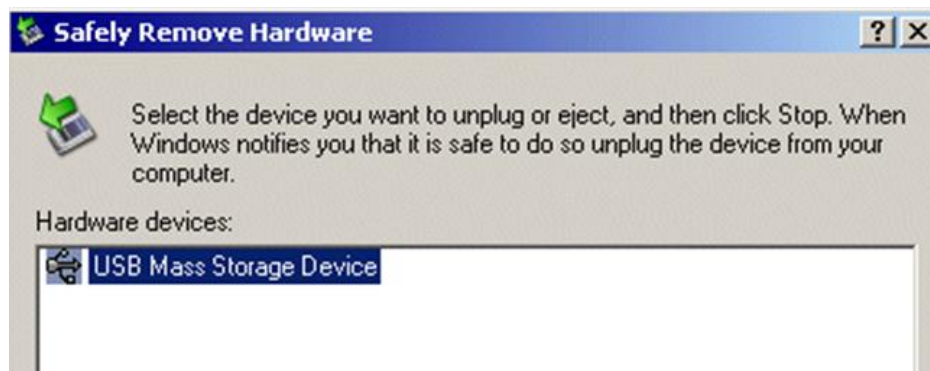 Safely Remove Hardware
Select the device you want to unplug or eject, and then click Stop. When
Windows notifies you that it is safe to do so unplug the device from your
computer.
Hardware devices:
USB Mass Storage Device